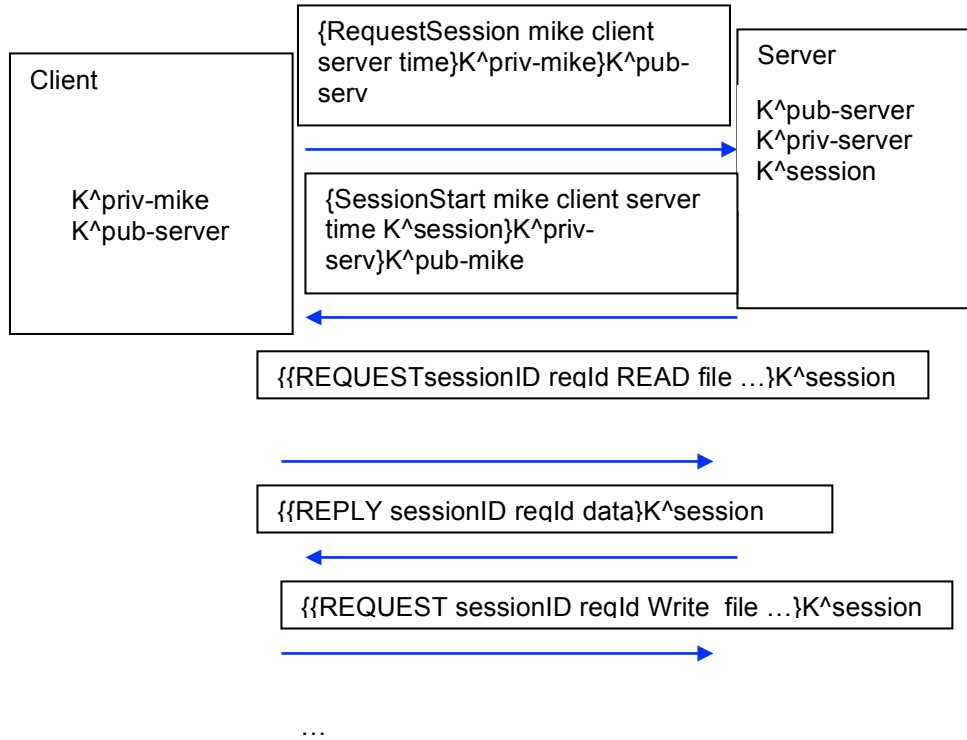 {RequestSession mike client
server time}K^priv-mike}K^pub-
serv
Client
Server
K^pub-server
K^priv-server
K^session
K^priv-mike
K^pub-server
{SessionStart mike client server
time K^session}K^priv-
serv}K^pub-mike
{{REQUESTsessionID reqId READ file …}K^session
{{REPLY sessionID reqId data}K^session
{{REQUEST sessionID reqId Write file …}K^session
…